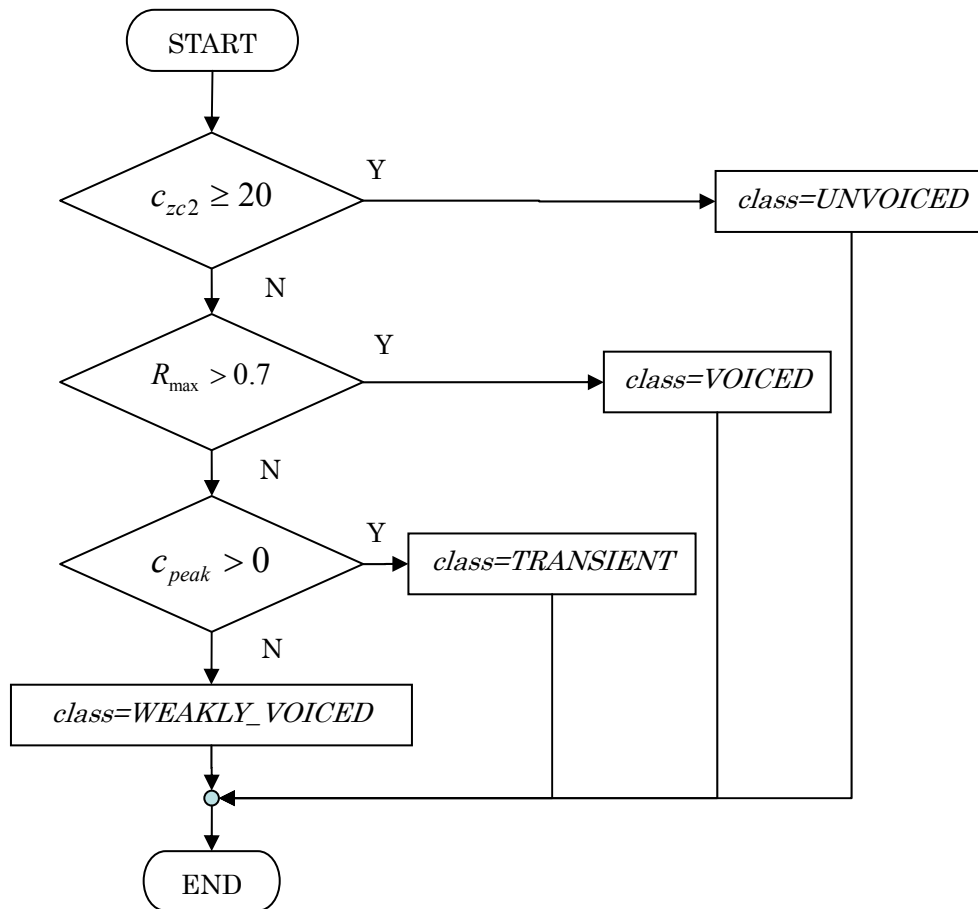 START
c_zc2 ≥ 20
Y
class=UNVOICED
N
R_max > 0.7
Y
class=VOICED
N
c_peak > 0
Y
class=TRANSIENT
N
class=WEAKLY_VOICED
END